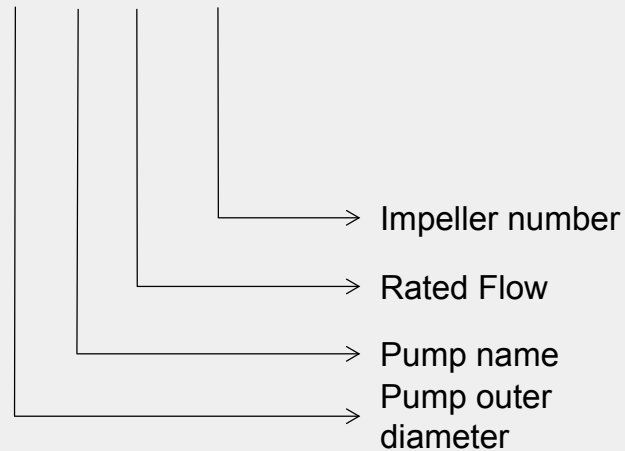 Impeller number
Rated Flow
Pump name
Pump outer
diameter